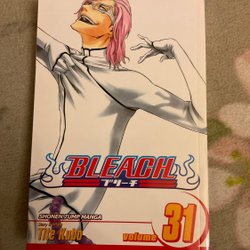 BLEACH
ブリーチ
SHONEN JUMP MANGA
Tite Kubo
volume 31